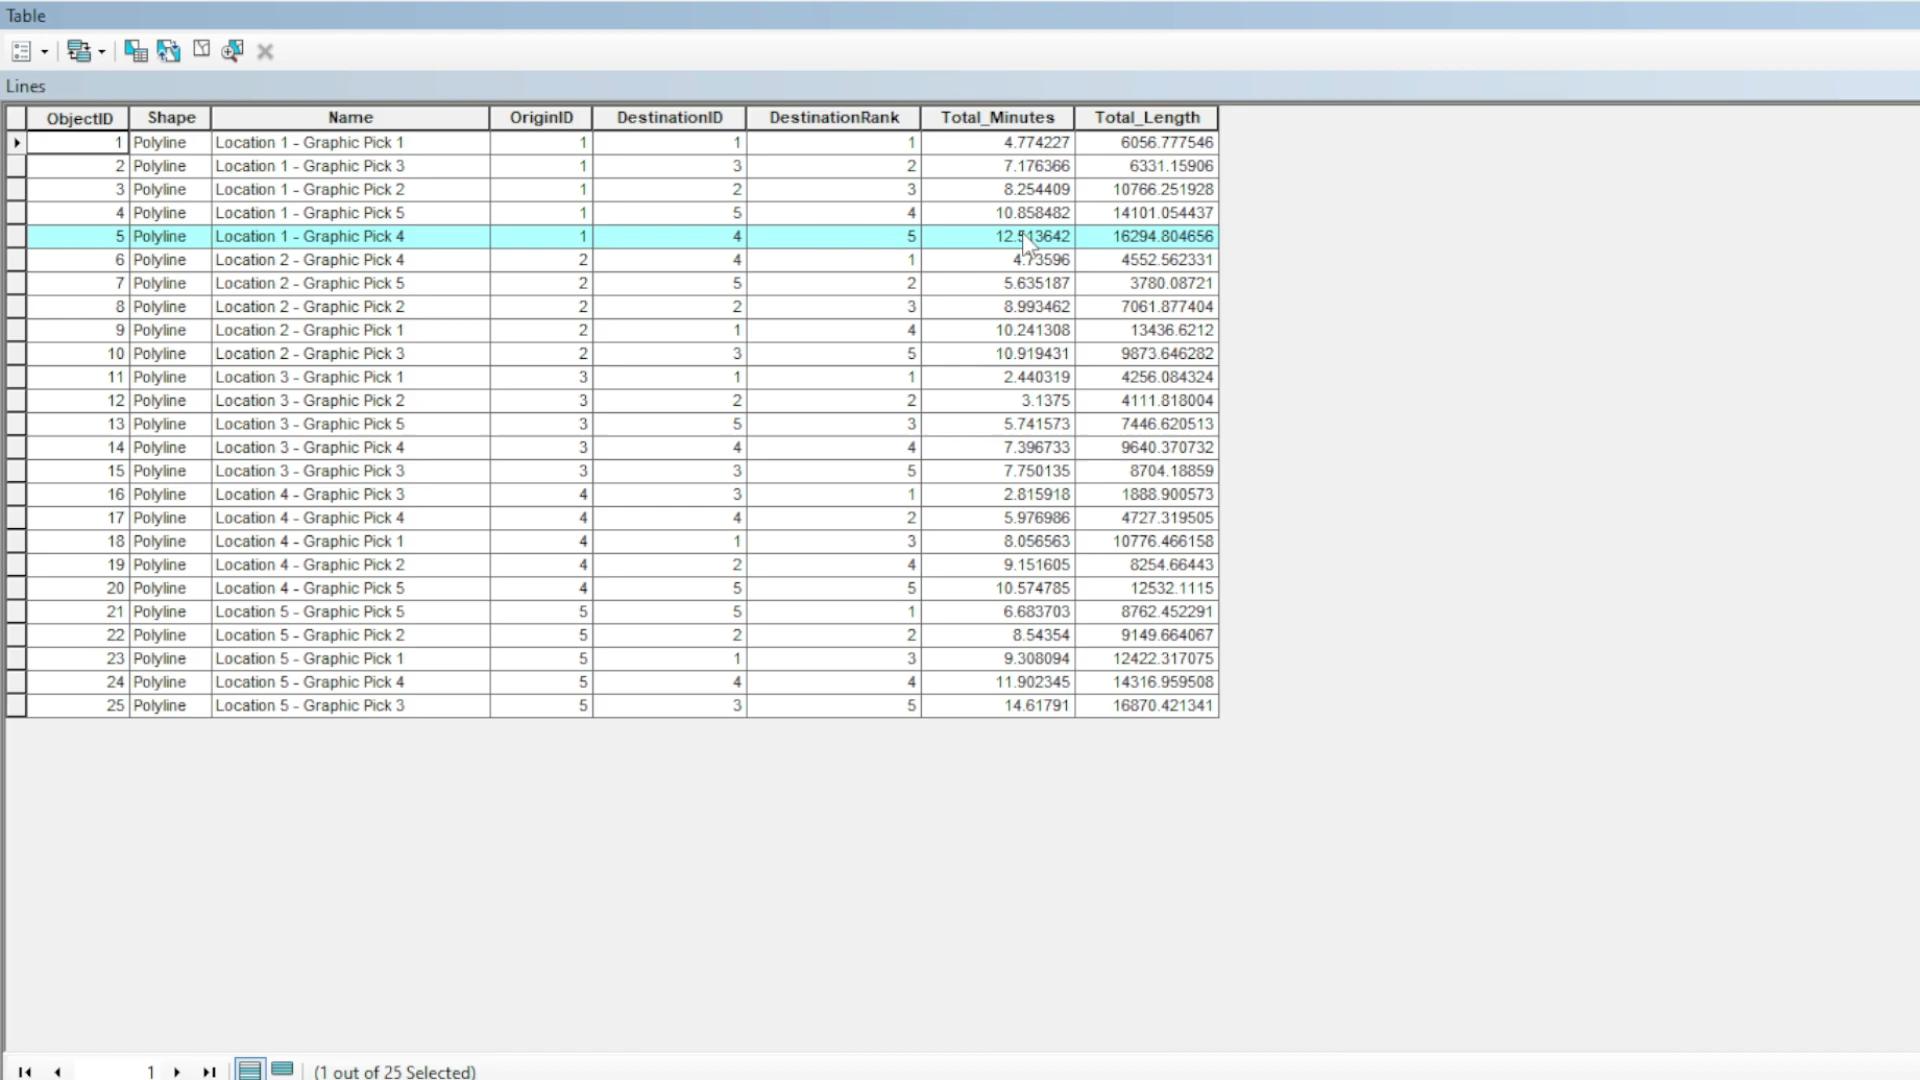 Table
Lines
ObjectID Shape Name OriginID DestinationID DestinationRank Total_Minutes Total_Length
1 Polyline Location 1 - Graphic Pick 1 1 1 1 4.774227 6056.777546
2 Polyline Location 1 - Graphic Pick 3 1 3 2 7.176366 6331.15906
3 Polyline Location 1 - Graphic Pick 2 1 2 3 8.254409 10766.251928
4 Polyline Location 1 - Graphic Pick 5 1 5 4 10.858482 14101.054437
5 Polyline Location 1 - Graphic Pick 4 1 4 5 12.513642 16294.804656
6 Polyline Location 2 - Graphic Pick 4 2 4 1 4.73596 4552.562331
7 Polyline Location 2 - Graphic Pick 5 2 5 2 5.635187 3780.08721
8 Polyline Location 2 - Graphic Pick 2 2 2 3 8.993462 7061.877404
9 Polyline Location 2 - Graphic Pick 1 2 1 4 10.241308 13436.6212
10 Polyline Location 2 - Graphic Pick 3 2 3 5 10.919431 9873.646282
11 Polyline Location 3 - Graphic Pick 1 3 1 1 2.440319 4256.084324
12 Polyline Location 3 - Graphic Pick 2 3 2 2 3.1375 4111.818004
13 Polyline Location 3 - Graphic Pick 5 3 5 3 5.741573 7446.620513
14 Polyline Location 3 - Graphic Pick 4 3 4 4 7.396733 9640.370732
15 Polyline Location 3 - Graphic Pick 3 3 3 5 7.750135 8704.18859
16 Polyline Location 4 - Graphic Pick 3 4 3 1 2.815918 1888.900573
17 Polyline Location 4 - Graphic Pick 4 4 4 2 5.976986 4727.319505
18 Polyline Location 4 - Graphic Pick 1 4 1 3 8.056563 10776.466158
19 Polyline Location 4 - Graphic Pick 2 4 2 4 9.151605 8254.66443
20 Polyline Location 4 - Graphic Pick 5 4 5 5 10.574785 12532.1115
21 Polyline Location 5 - Graphic Pick 5 5 5 1 6.683703 8762.452291
22 Polyline Location 5 - Graphic Pick 2 5 2 2 8.54354 9149.664067
23 Polyline Location 5 - Graphic Pick 1 5 1 3 9.308094 12422.317075
24 Polyline Location 5 - Graphic Pick 4 5 4 4 11.902345 14316.959508
25 Polyline Location 5 - Graphic Pick 3 5 3 5 14.61791 16870.421341
1 (1 out of 25 Selected)